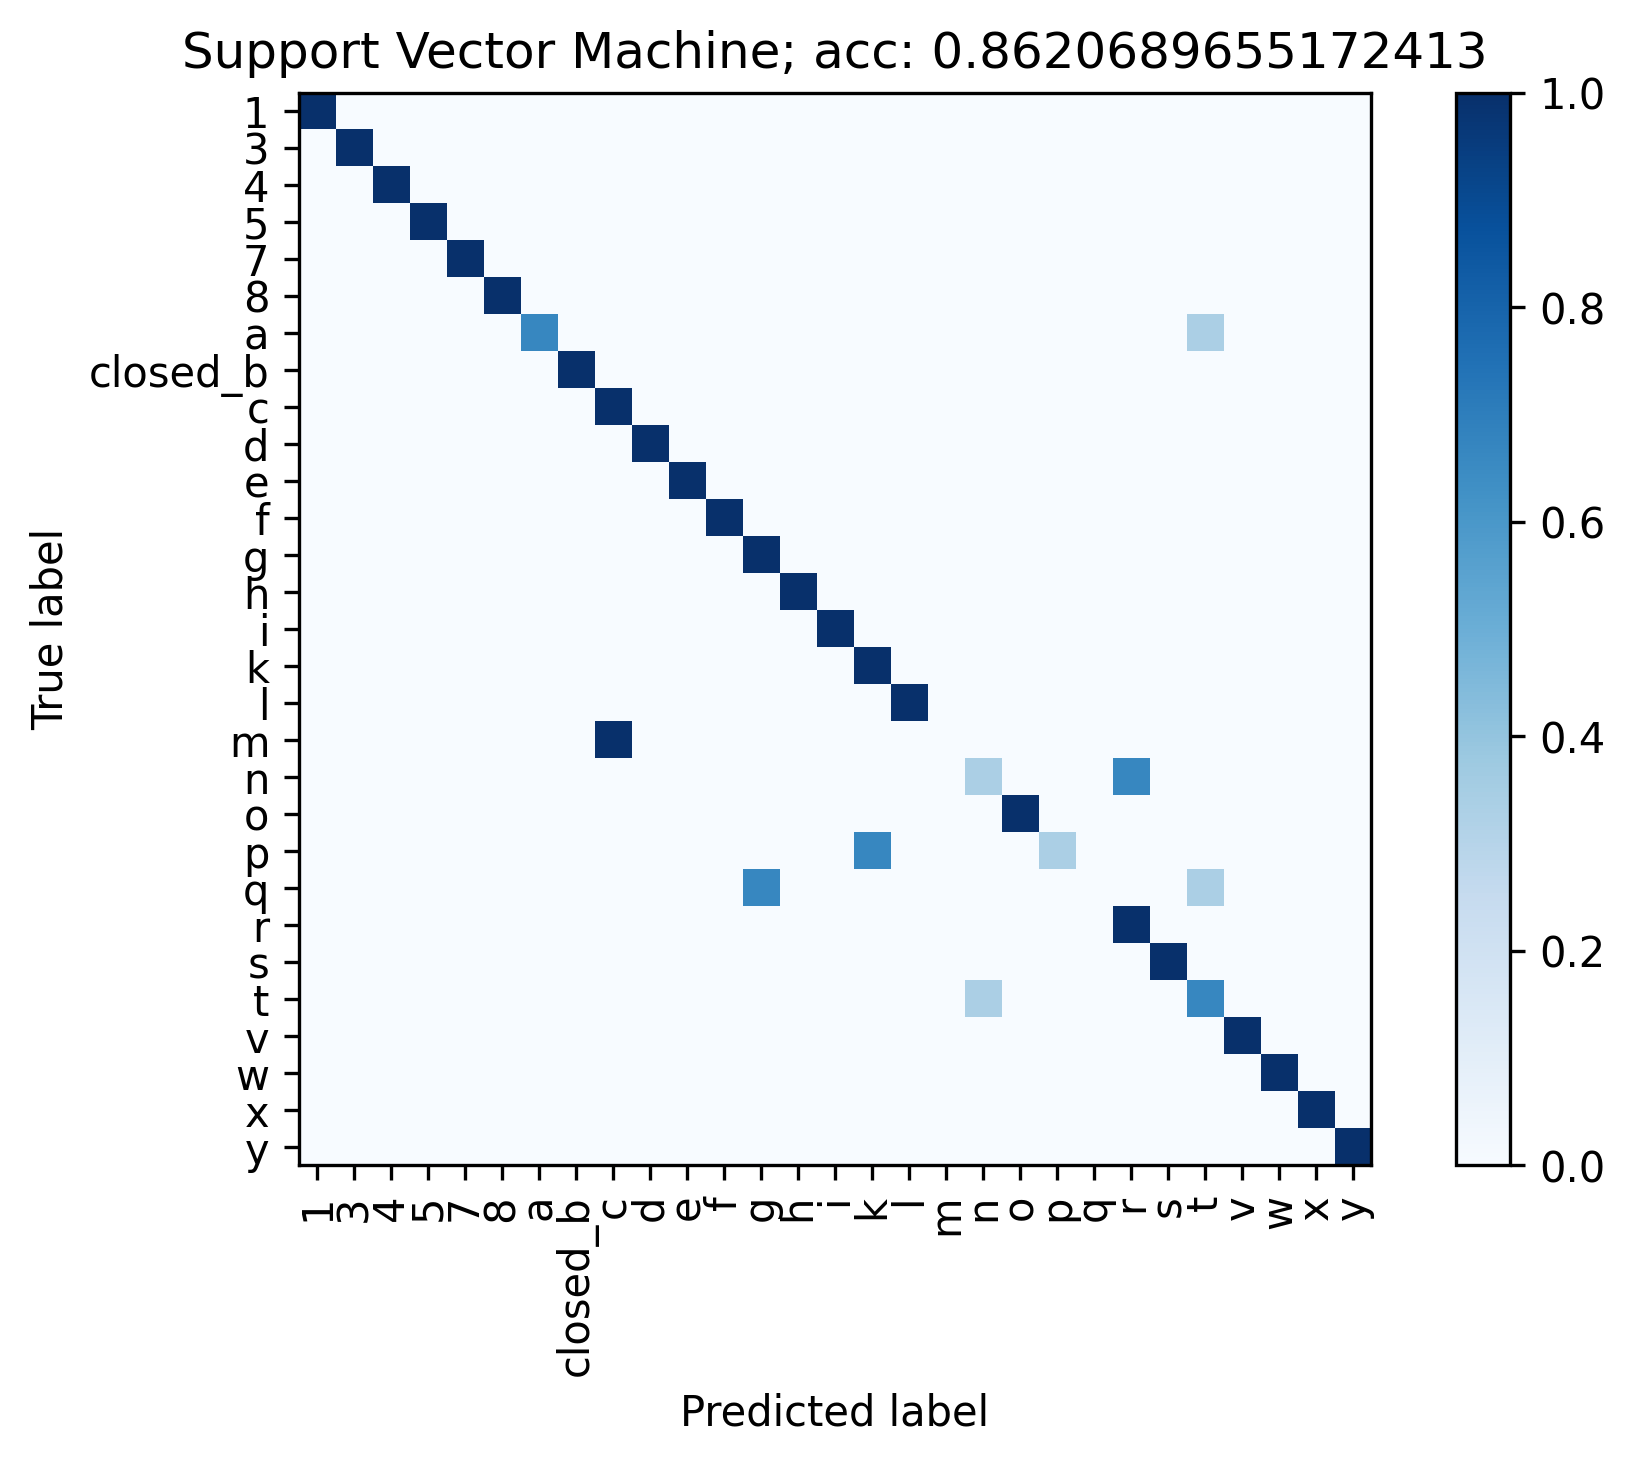 Support Vector Machine; acc: 0.8620689655172413
1
3
4
5
7
8
a
closed_b
c
d
e
f
g
h
i
k
l
m
n
o
p
q
r
s
t
v
w
x
y
True label
1
3
4
5
7
8
a
closed_b
c
d
e
f
g
h
i
k
l
m
n
o
p
q
r
s
t
v
w
x
y
Predicted label
1.0
0.8
0.6
0.4
0.2
0.0